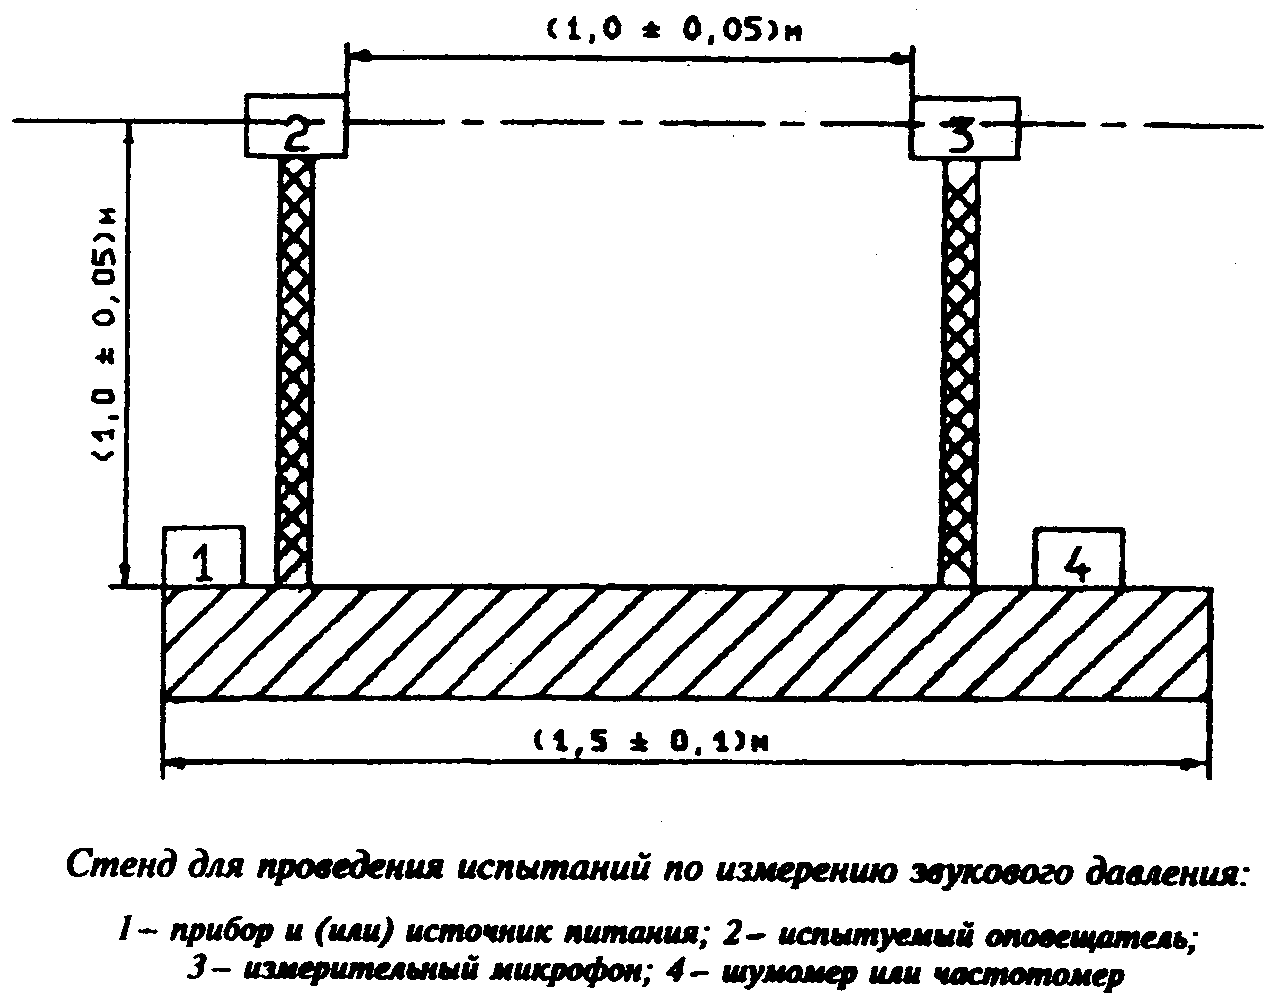 (1,0 ± 0,05)м
2
3
(1,0 ± 0,05)м
1
4
(1,5 ± 0,1)м
Стенд для проведения испытаний по измерению звукового давления:
1 – прибор и (или) источник питания; 2 – испытуемый оповещатель;
3 – измерительный микрофон; 4 – шумомер или частотомер